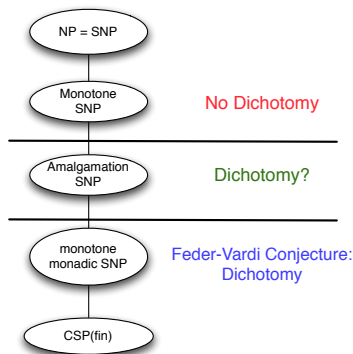 NP = SNP
Monotone
SNP
No Dichotomy
Amalgamation
SNP
Dichotomy?
monotone
monadic SNP
Feder-Vardi Conjecture:
Dichotomy
CSP(fin)